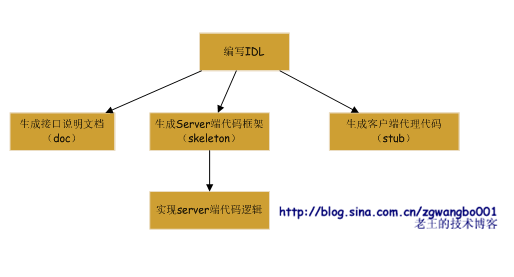 编写IDL
生成接口说明文档
（doc）
生成Server端代码框架
（skeleton）
生成客户端代理代码
（stub）
实现server端代码逻辑
http://blog.sina.com.cn/zgwangbo001
老王的技术博客